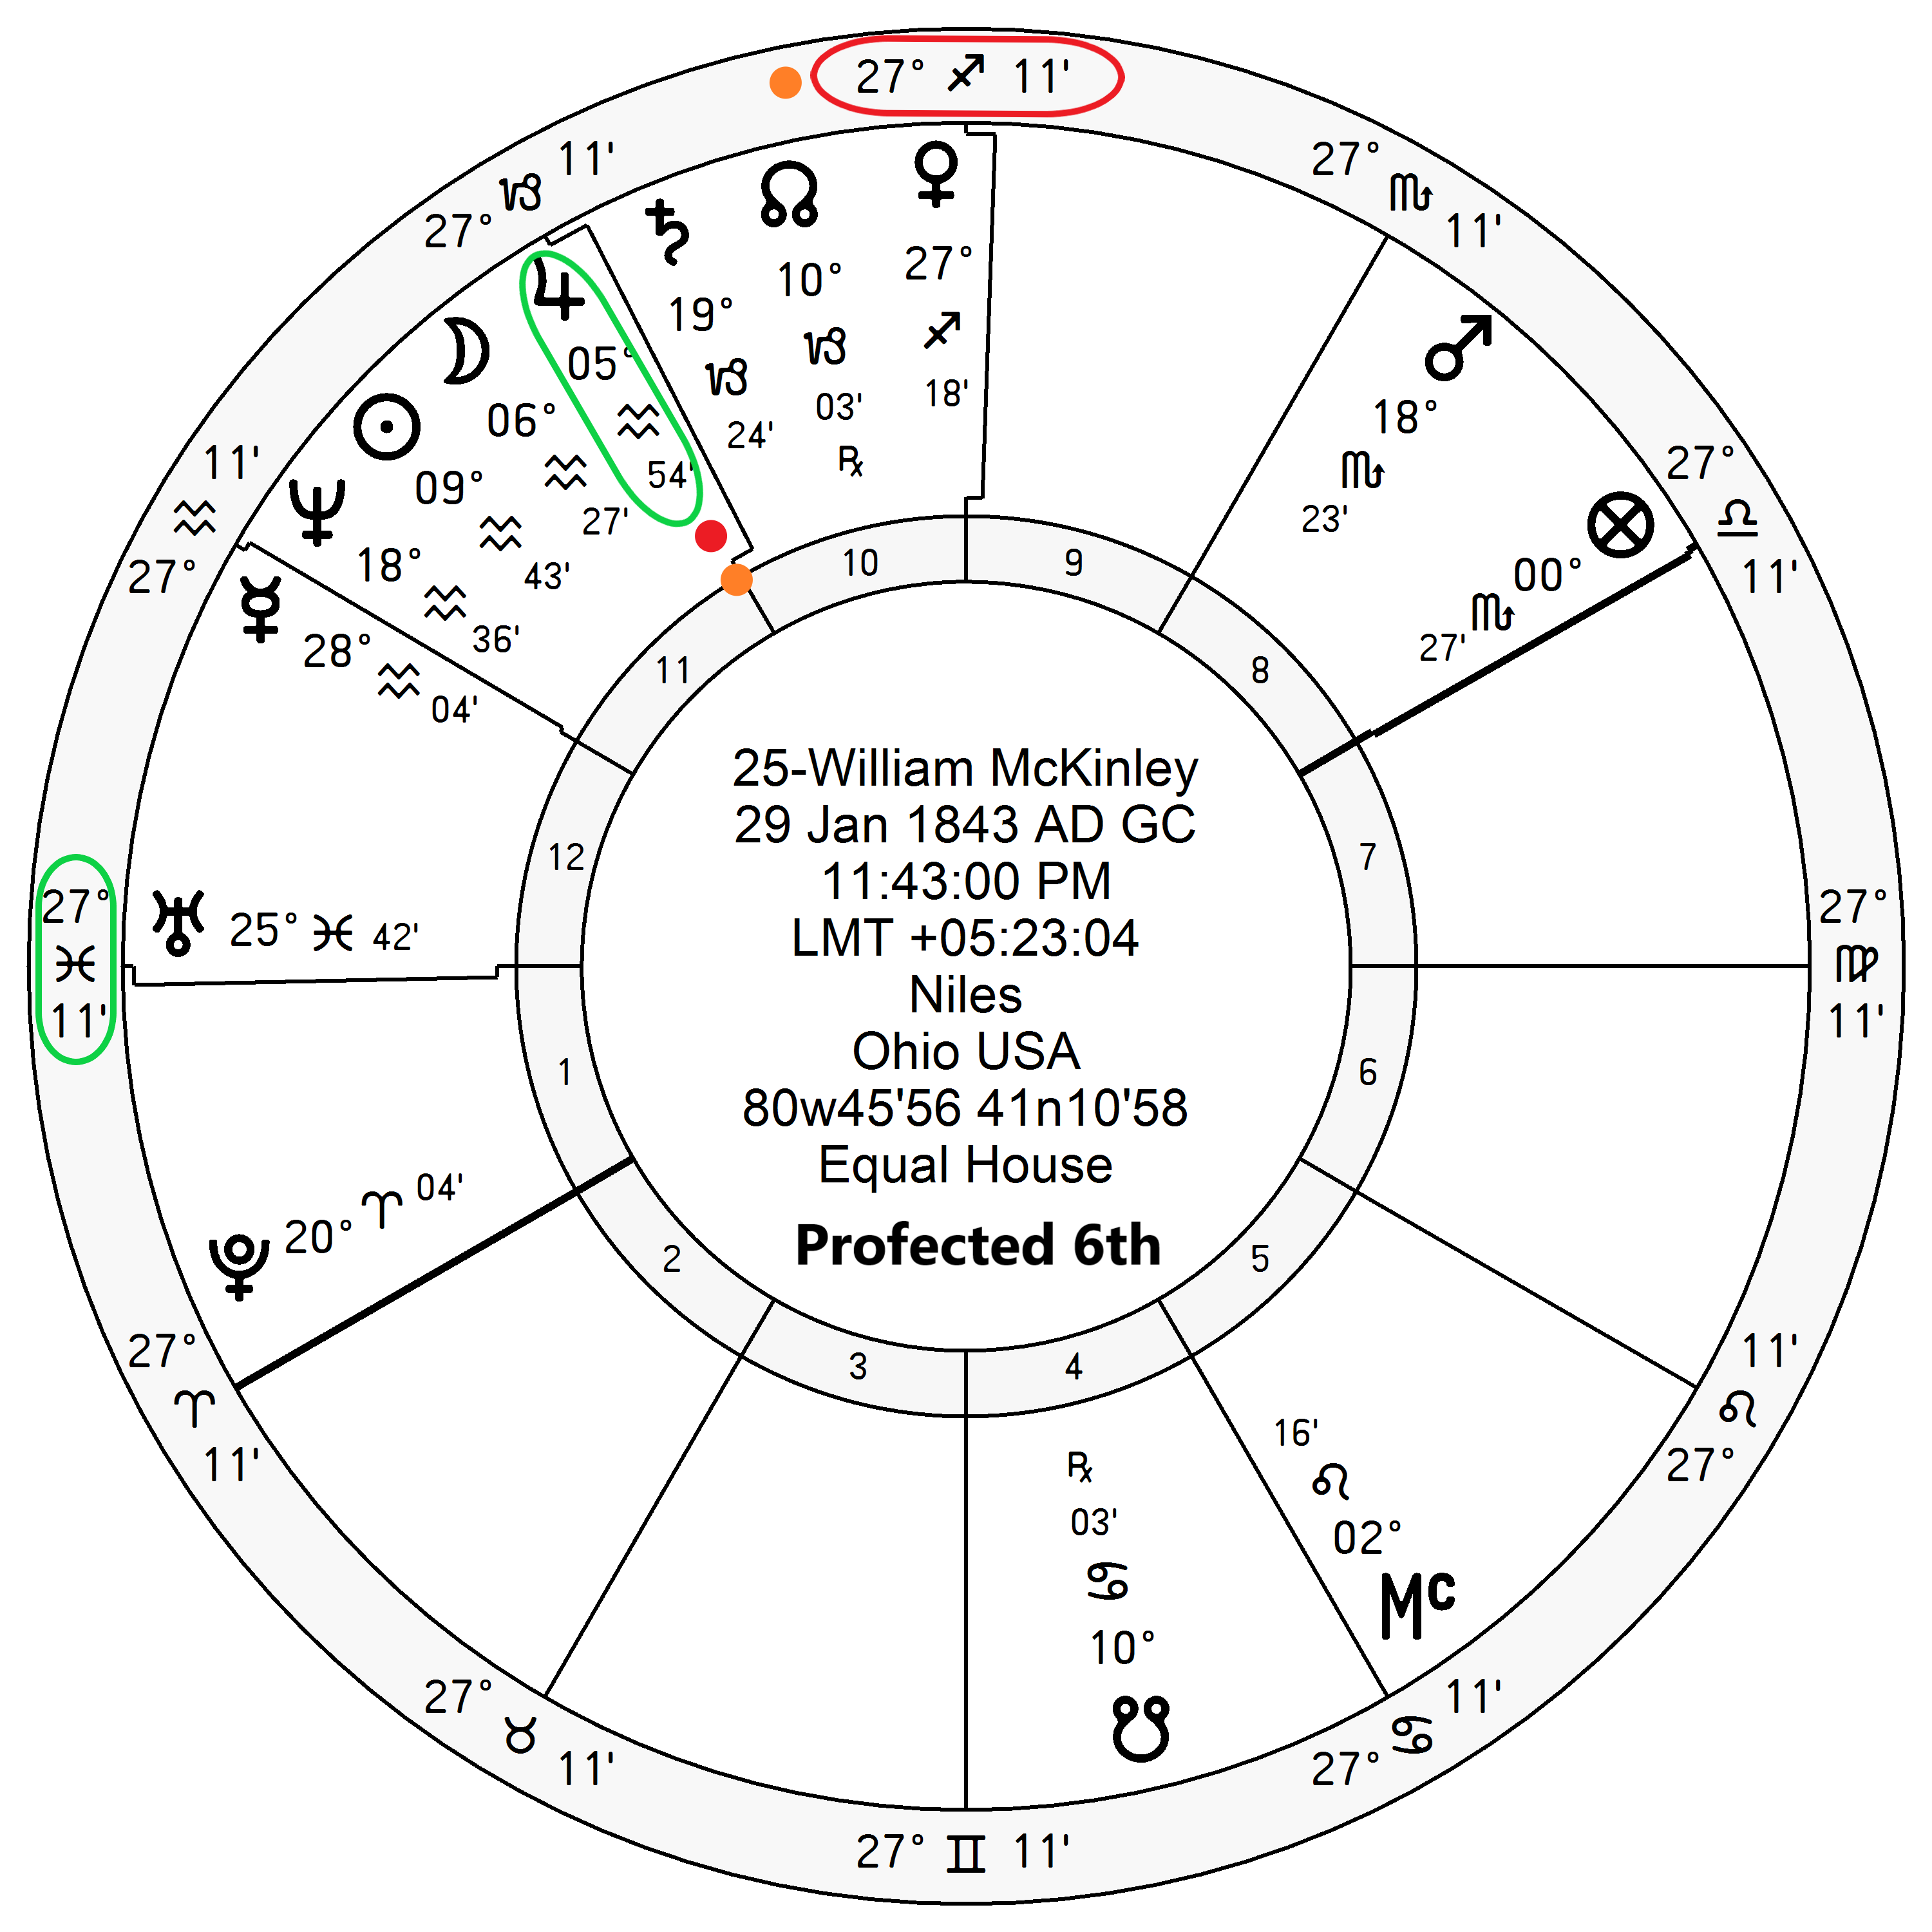 27° ♐ 11'
27° ♑ 11'
27° ♏ 11'
♀ 27° ♐ 18'
☊ 10° ♑ 03' ℞
♄ 19° ♑ 24'
♃ 05° ♒ 54'
☽ 06° ♒ 27'
☉ 09° ♒ 43'
♆ 18° ♒ 36'
☿ 28° ♒ 04'
♂ 18° ♏ 23'
⊗ 00° ♏ 27'
11' ♒ 27°
27° ♎ 11'
10
9
11
8
12
7
1
6
2
5
3
4
25-William McKinley
29 Jan 1843 AD GC
11:43:00 PM
LMT +05:23:04
Niles
Ohio USA
80w45'56 41n10'58
Equal House
Profected 6th
27° ♓ 11'
♅ 25° ♓ 42'
27° ♍ 11'
♇ 20° ♈ 04'
27° ♈ 11'
11' ♌ 27°
℞ 03' ♋ 10° ☋
16' ♌ 02° Mc
27° ♉ 11'
27° ♋ 11'
27° ♊ 11'